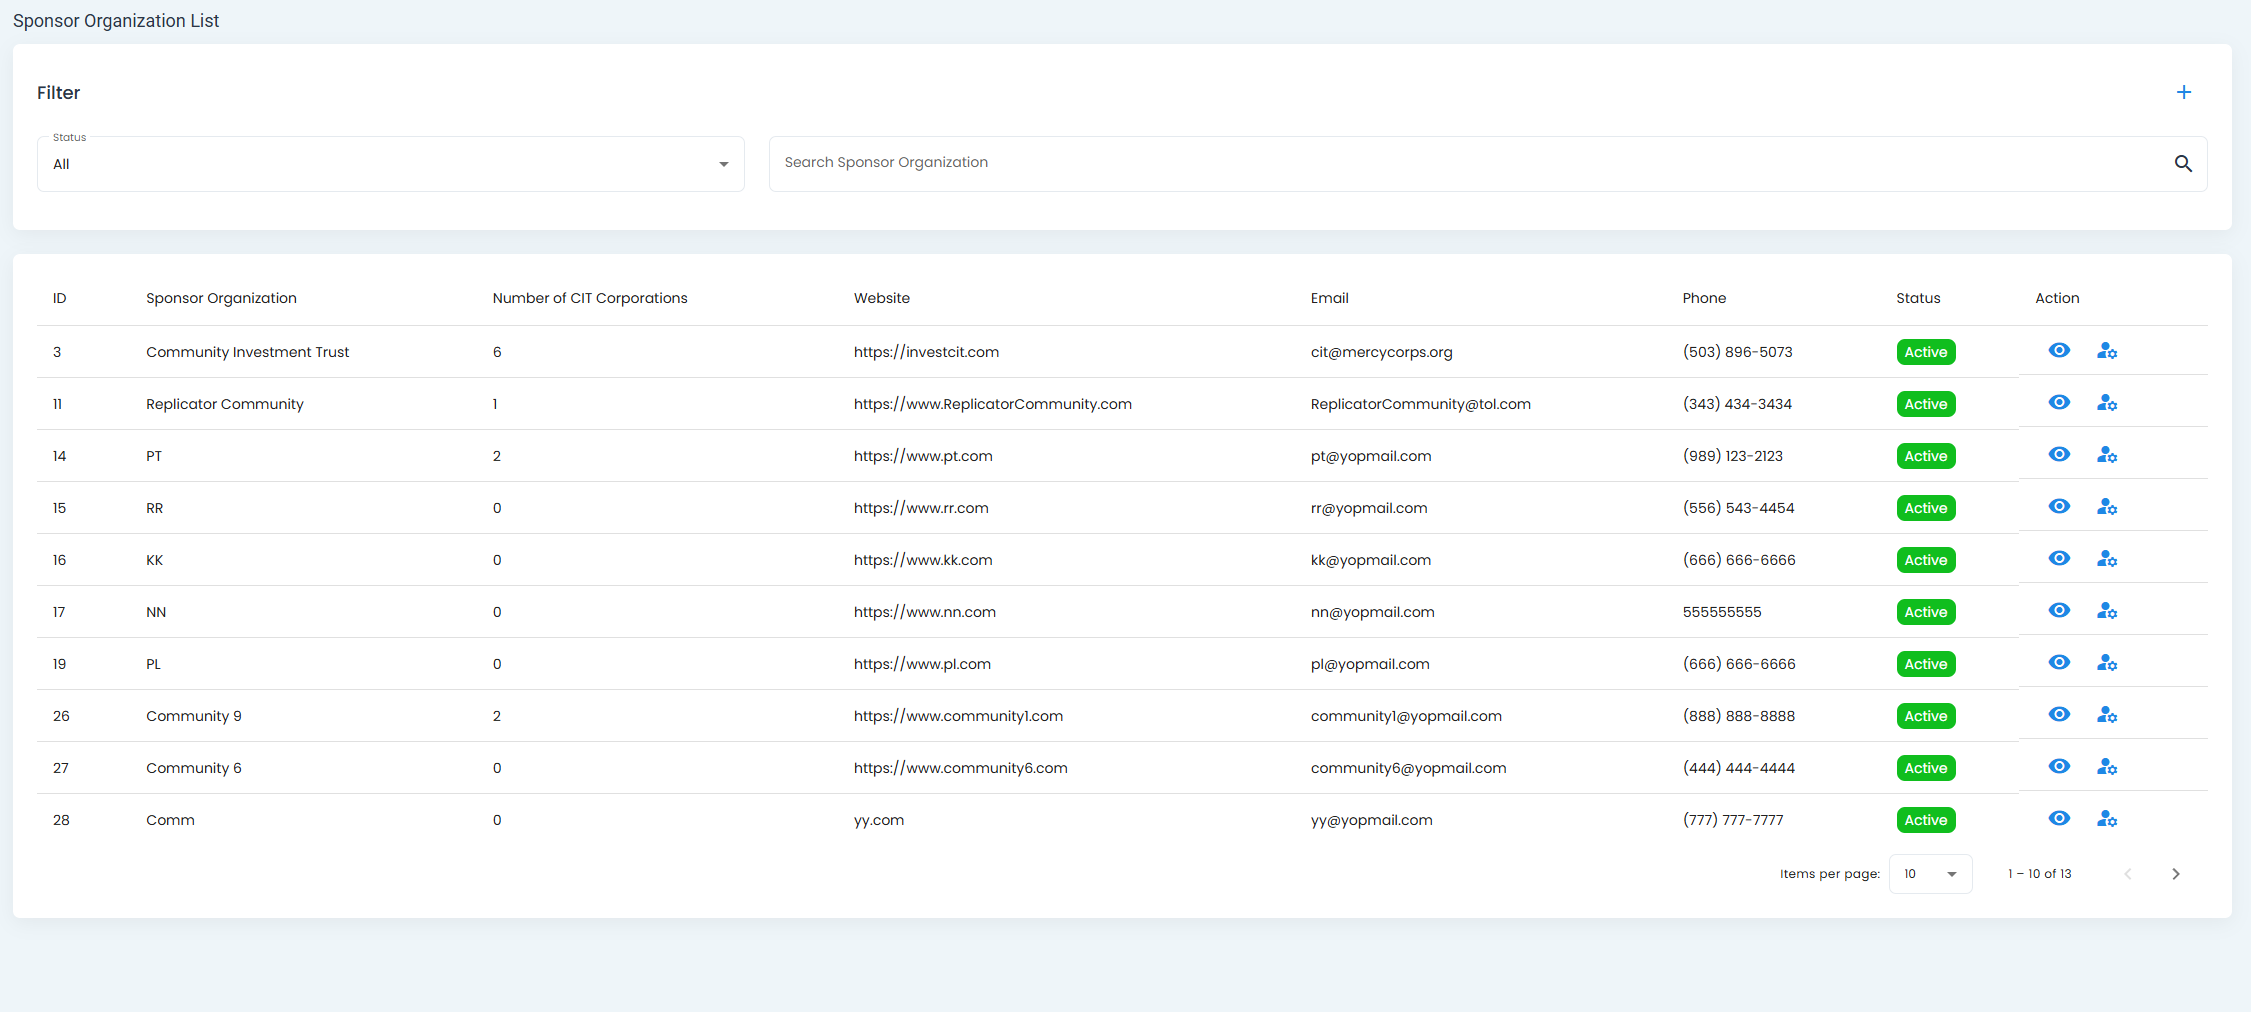 Sponsor Organization List
Filter
Status
All
Search Sponsor Organization
ID Sponsor Organization Number of CIT Corporations Website Email Phone Status Action
3 Community Investment Trust 6 https://investcit.com cit@mercycorps.org (503) 896-5073 Active
11 Replicator Community 1 https://www.ReplicatorCommunity.com ReplicatorCommunity@tol.com (343) 434-3434 Active
14 PT 2 https://www.pt.com pt@yopmail.com (989) 123-2123 Active
15 RR 0 https://www.rr.com rr@yopmail.com (556) 543-4454 Active
16 KK 0 https://www.kk.com kk@yopmail.com (666) 666-6666 Active
17 NN 0 https://www.nn.com nn@yopmail.com 555555555 Active
19 PL 0 https://www.pl.com pl@yopmail.com (666) 666-6666 Active
26 Community 9 2 https://www.community1.com community1@yopmail.com (888) 888-8888 Active
27 Community 6 0 https://www.community6.com community6@yopmail.com (444) 444-4444 Active
28 Comm 0 yy.com yy@yopmail.com (777) 777-7777 Active
Items per page: 10 1 – 10 of 13